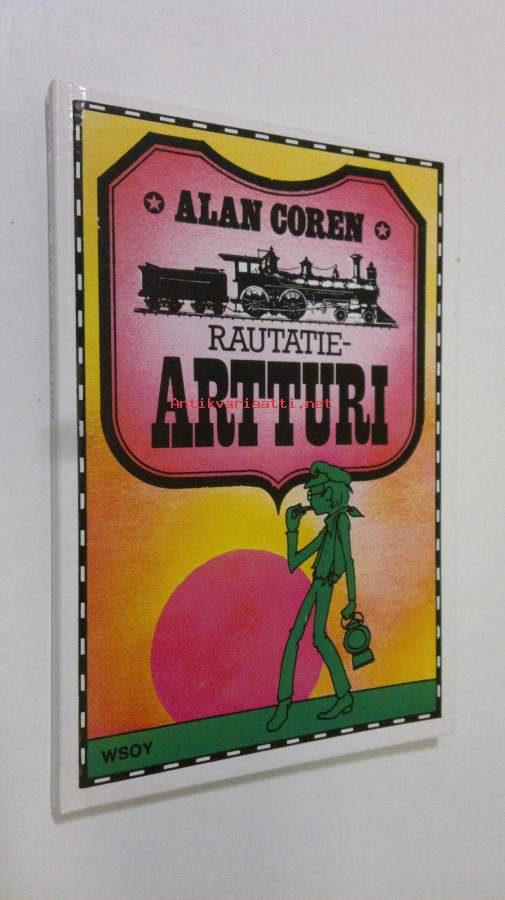 ALAN COREN
RAUTATIE-
ARTTURI
Antikvariaatti.net
WSOY